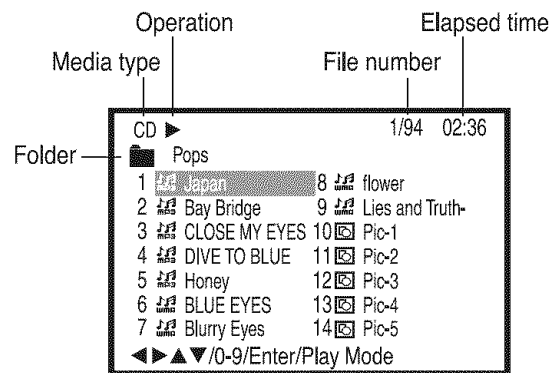 Operation Elapsed time
Media type File number
CD ▶ 1/94 02:36
Folder Pops
1 Japan 8 flower
2 Bay Bridge 9 Lies and Truth-
3 CLOSE MY EYES 10 Pic-1
4 DIVE TO BLUE 11 Pic-2
5 Honey 12 Pic-3
6 BLUE EYES 13 Pic-4
7 Blurry Eyes 14 Pic-5
◀▶▲▼/0-9/Enter/Play Mode